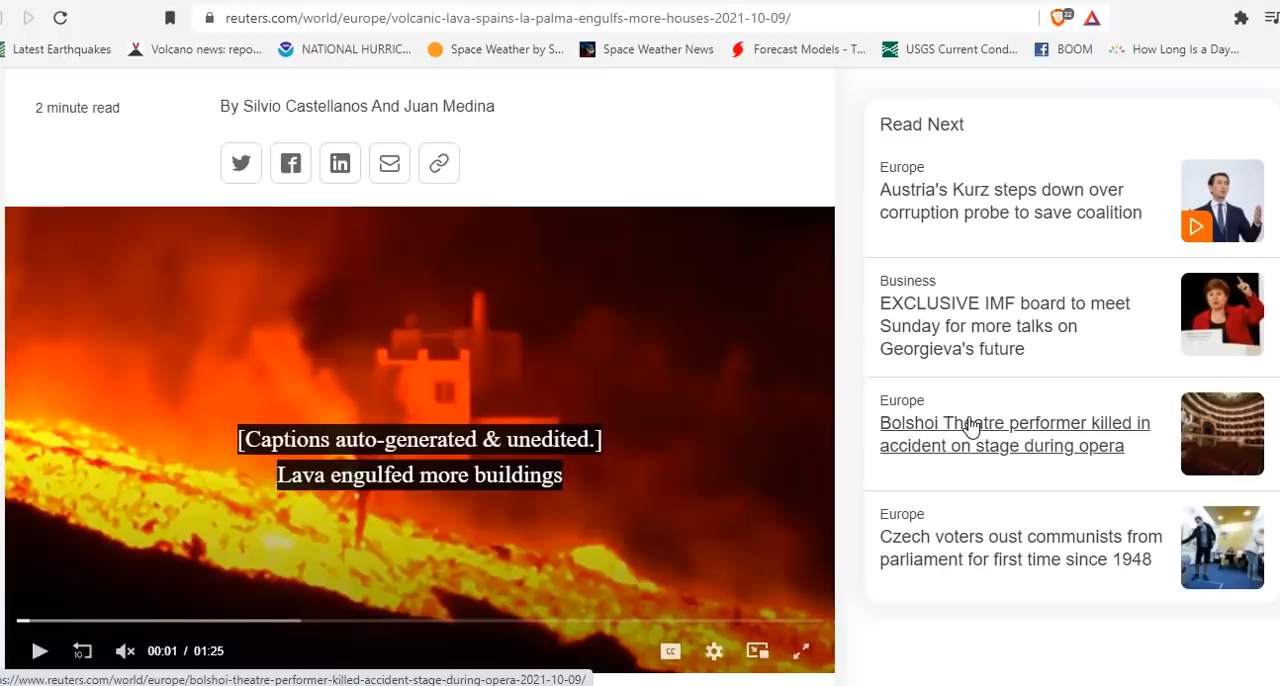 reuters.com/world/europe/volcanic-lava-spains-la-palma-engulfs-more-houses-2021-10-09/
22
Latest Earthquakes
Volcano news: repo...
NATIONAL HURRIC...
Space Weather by S...
Space Weather News
Forecast Models - T...
USGS Current Cond...
BOOM
How Long Is a Day...
2 minute read
By Silvio Castellanos And Juan Medina
[Captions auto-generated & unedited.]
Lava engulfed more buildings
10
00:01 / 01:25
CC
Read Next
Europe
Austria's Kurz steps down over
corruption probe to save coalition
Business
EXCLUSIVE IMF board to meet
Sunday for more talks on
Georgieva's future
Europe
Bolshoi Theatre performer killed in
accident on stage during opera
Europe
Czech voters oust communists from
parliament for first time since 1948
ps://www.reuters.com/world/europe/bolshoi-theatre-performer-killed-accident-stage-during-opera-2021-10-09/